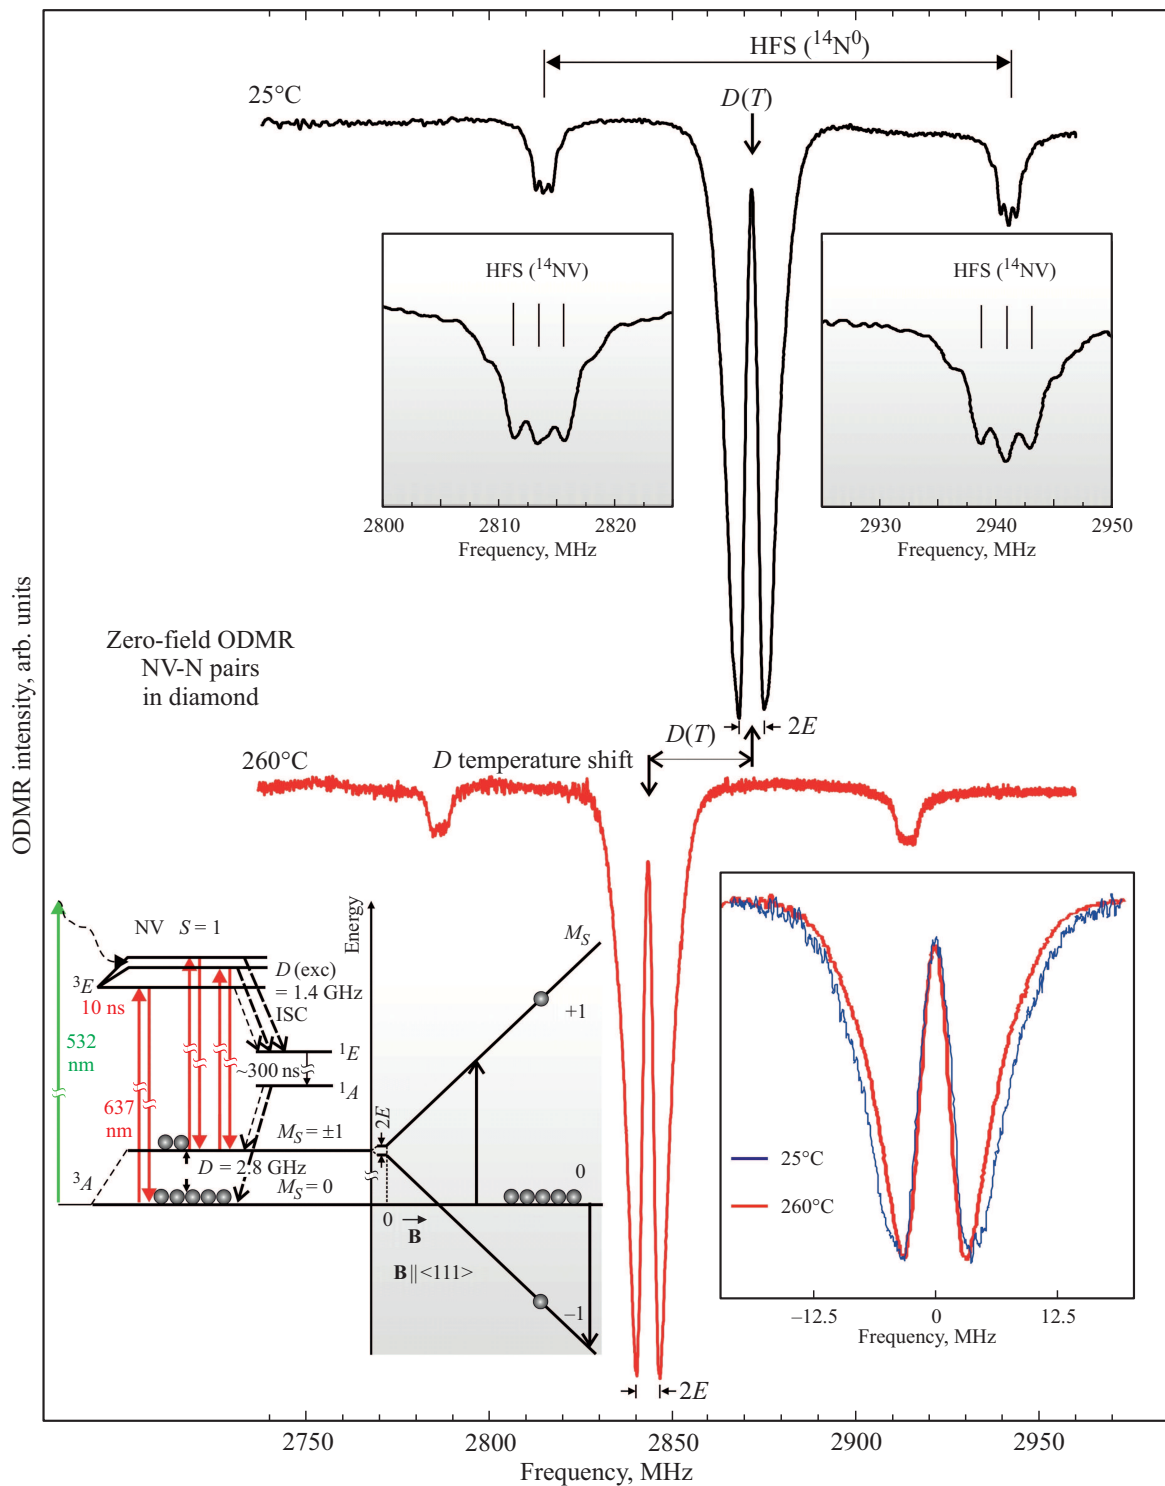 HFS (¹⁴N⁰)
25°C
D(T)
HFS (¹⁴NV)
2800
2810
2820
Frequency, MHz
HFS (¹⁴NV)
2930
2940
2950
Frequency, MHz
ODMR intensity, arb. units
Zero-field ODMR
NV-N pairs
in diamond
2E
D(T)
D temperature shift
260°C
2E
NV S = 1
³E
D (exc)
= 1.4 GHz
ISC
10 ns
532
nm
¹E
~300 ns
¹A
637
nm
M_S = ±1
D = 2.8 GHz
³A
M_S = 0
Energy
M_S
+1
2E
0
0
B
B || <111>
–1
25°C
260°C
–12.5
0
12.5
Frequency, MHz
2750
2800
2850
2900
2950
Frequency, MHz